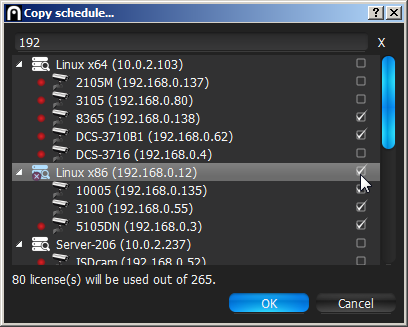 Copy schedule...
192 X
Linux x64 (10.0.2.103)
2105M (192.168.0.137)
3105 (192.168.0.80)
8365 (192.168.0.138)
DCS-3710B1 (192.168.0.62)
DCS-3716 (192.168.0.4)
Linux x86 (192.168.0.12)
10005 (192.168.0.135)
3100 (192.168.0.55)
5105DN (192.168.0.3)
Server-206 (10.0.2.237)
ISDcam (192.168.0.52)
80 license(s) will be used out of 265.
OK Cancel